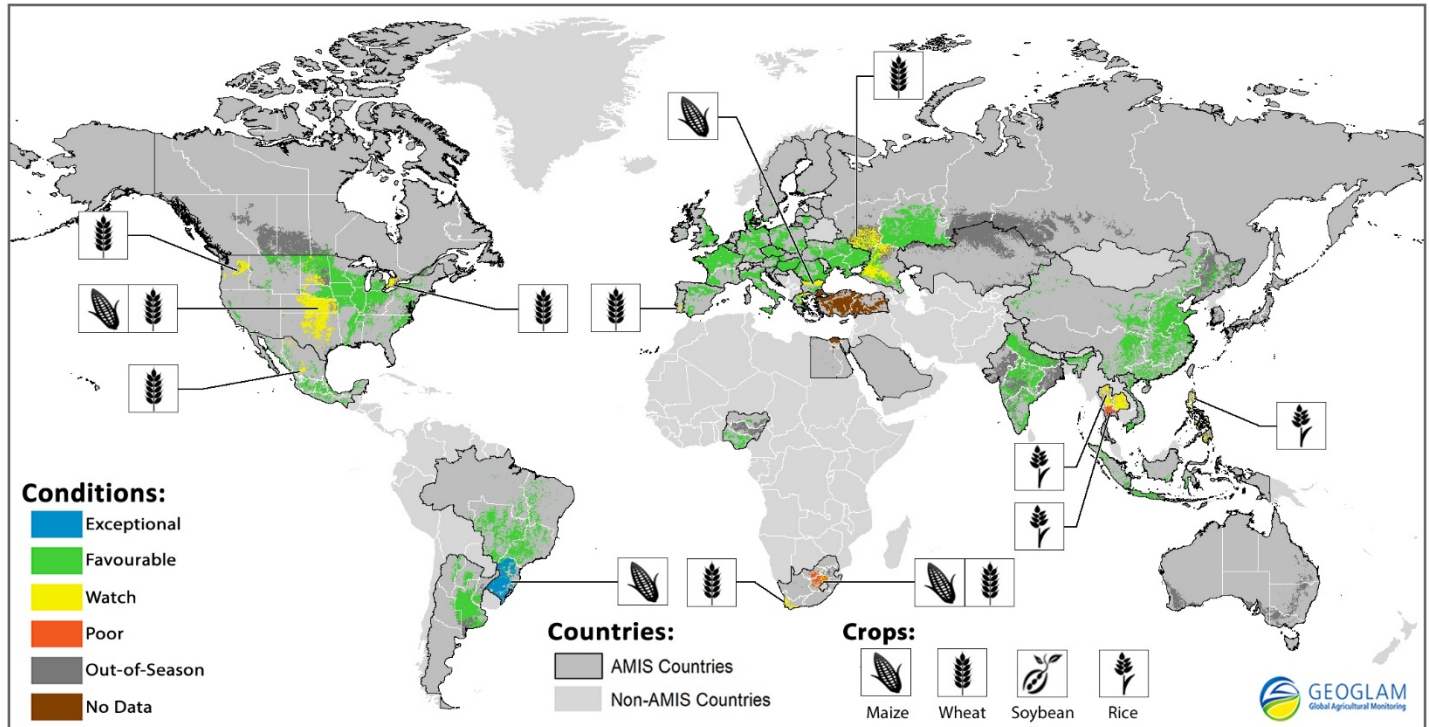 Conditions:
Exceptional
Favourable
Watch
Poor
Out-of-Season
No Data
Countries:
AMIS Countries
Non-AMIS Countries
Crops:
Maize
Wheat
Soybean
Rice
GEOGLAM
Global Agricultural Monitoring